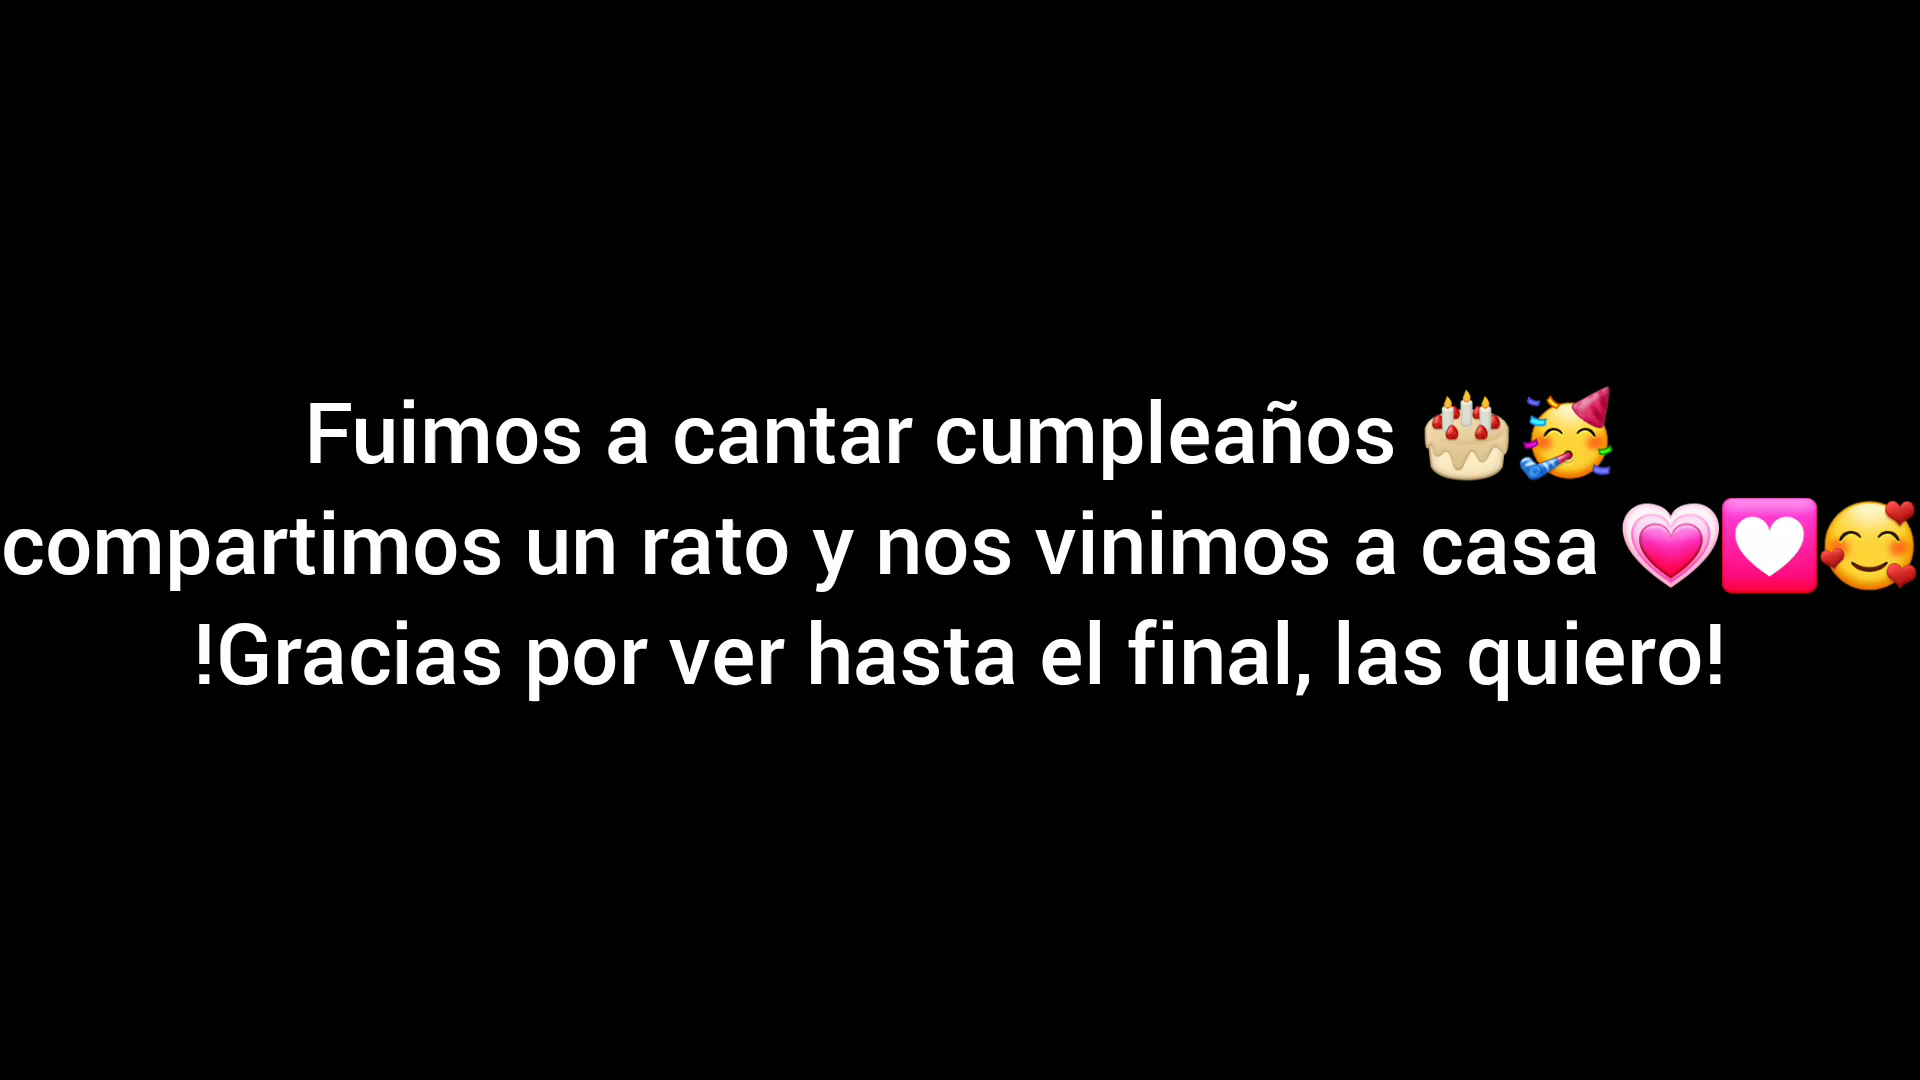 Fuimos a cantar cumpleaños 🎂🥳
compartimos un rato y nos vinimos a casa 💗💟🥰
!Gracias por ver hasta el final, las quiero!